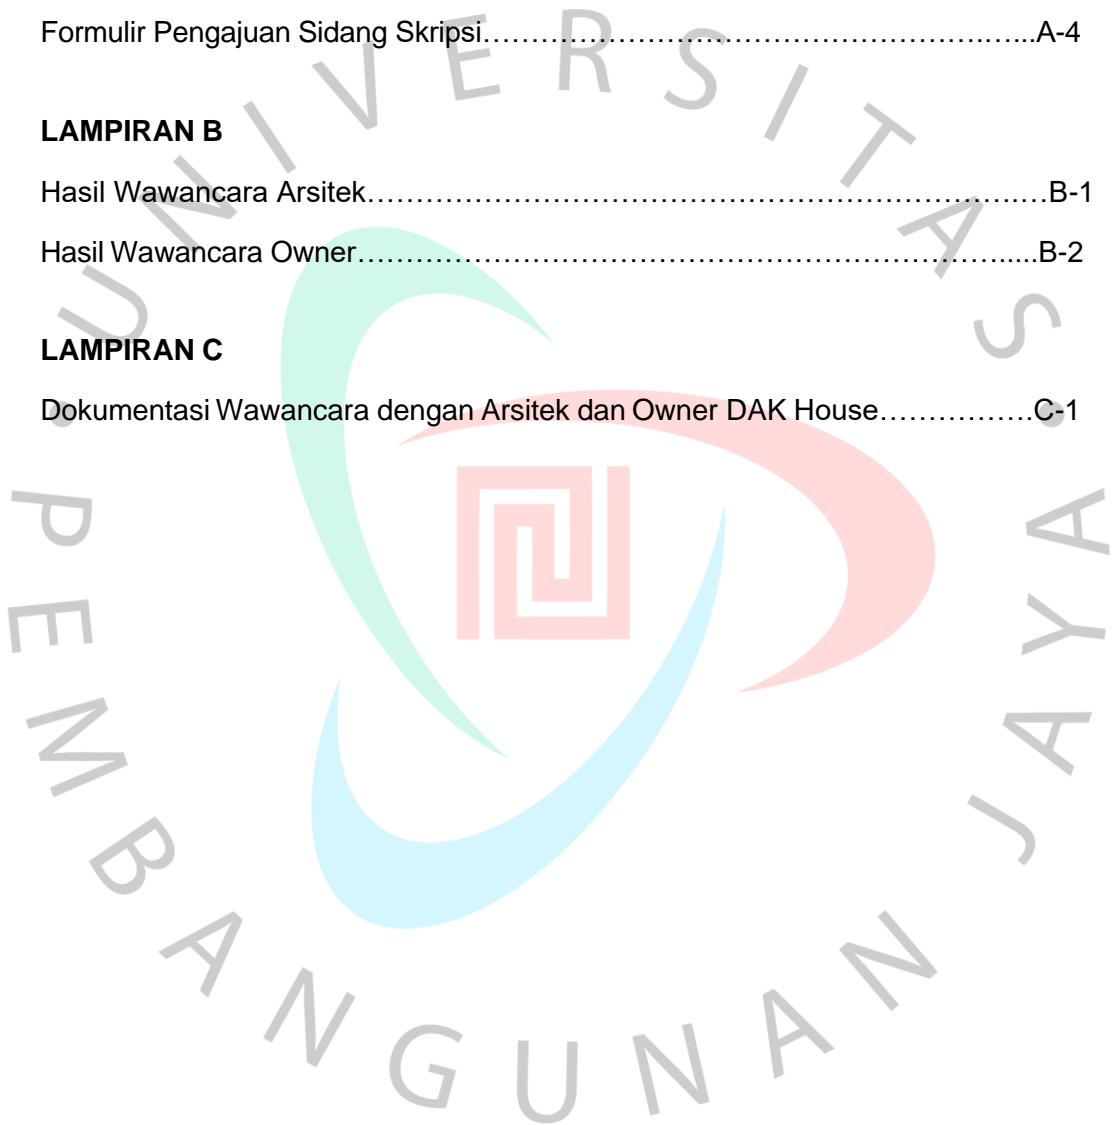 Formulir Pengajuan Sidang Skripsi…………………………………………….…...A-4
LAMPIRAN B
Hasil Wawancara Arsitek………………………………………………………….…B-1
Hasil Wawancara Owner……………………………………………………….....B-2
LAMPIRAN C
Dokumentasi Wawancara dengan Arsitek dan Owner DAK House…………….C-1
UNIVERSITAS • PEMBANGUNAN JAYA •